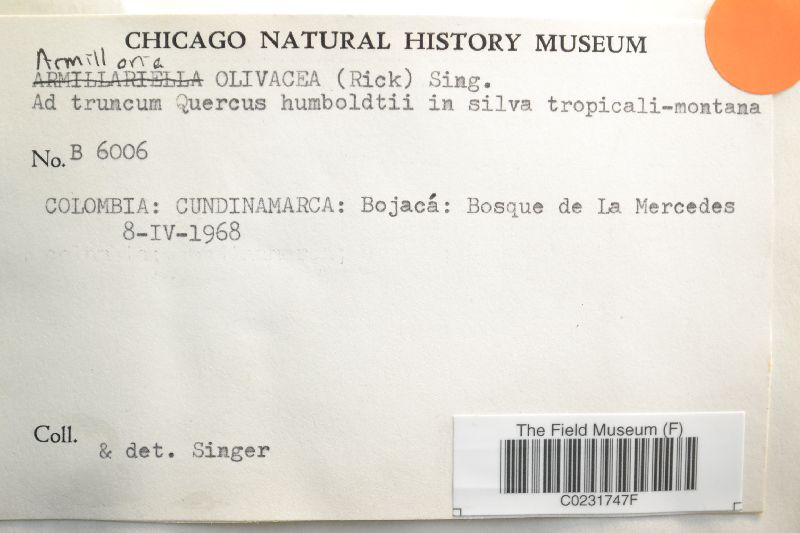 CHICAGO NATURAL HISTORY MUSEUM
Armillaria
ARMILLARIELLA OLIVACEA (Rick) Sing.
Ad truncum Quercus humboldtii in silva tropicali-montana
No. B 6006
COLOMBIA: CUNDINAMARCA: Bojacá: Bosque de La Mercedes
8-IV-1968
Coll. & det. Singer
The Field Museum (F)
C0231747F